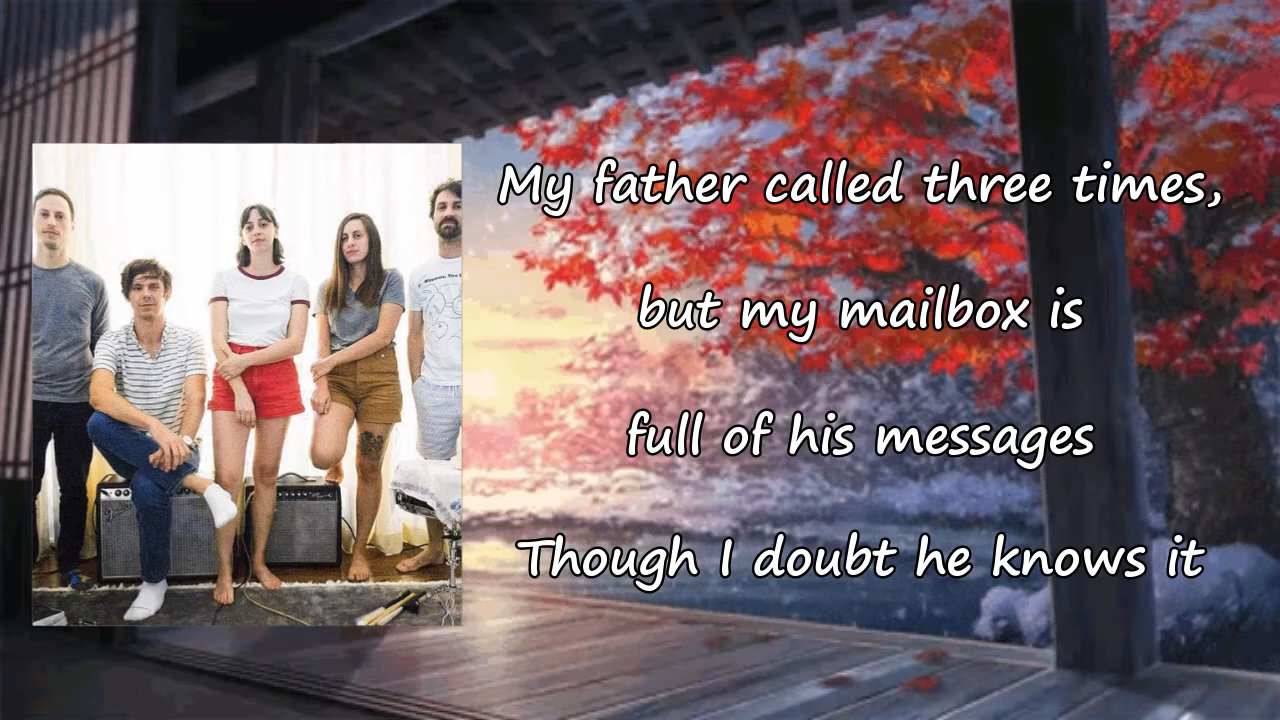 My father called three times,
but my mailbox is
full of his messages
Though I doubt he knows it